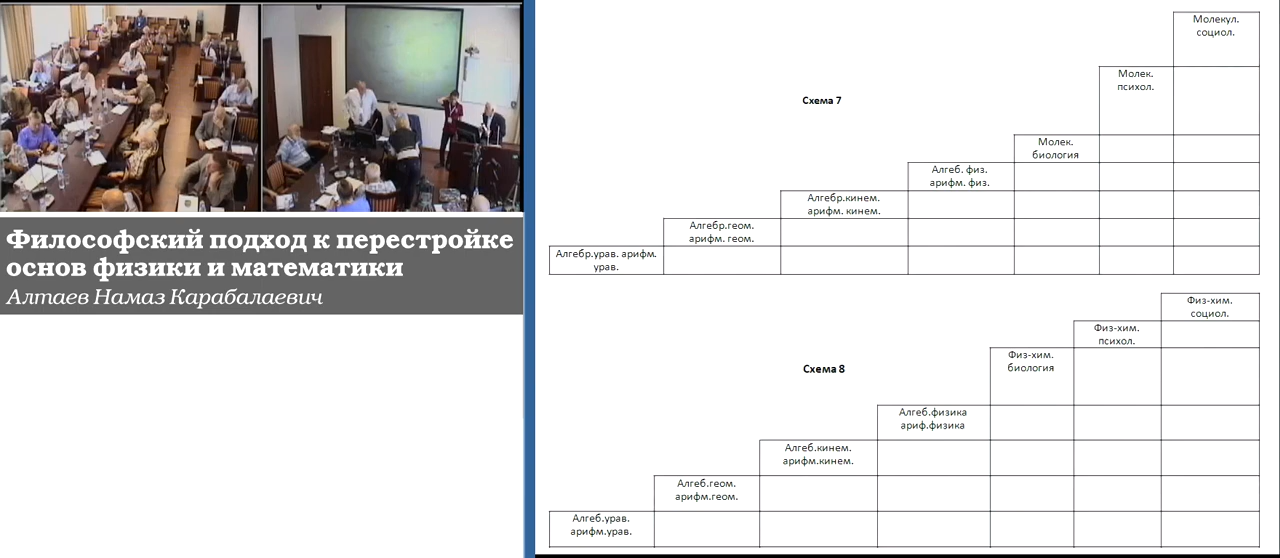 Философский подход к перестройке
основ физики и математики
Алтаев Намаз Карабалаевич
Молекул.
социол.
Молек.
психол.
Схема 7
Молек.
биология
Алгеб. физ.
арифм. физ.
Алгебр.кинем.
арифм. кинем.
Алгебр.геом.
арифм. геом.
Алгебр.урав. арифм.
урав.
Физ-хим.
социол.
Физ-хим.
психол.
Физ-хим.
биология
Схема 8
Алгеб.физика
ариф.физика
Алгеб.кинем.
арифм.кинем.
Алгеб.геом.
арифм.геом.
Алгеб.урав.
арифм.урав.